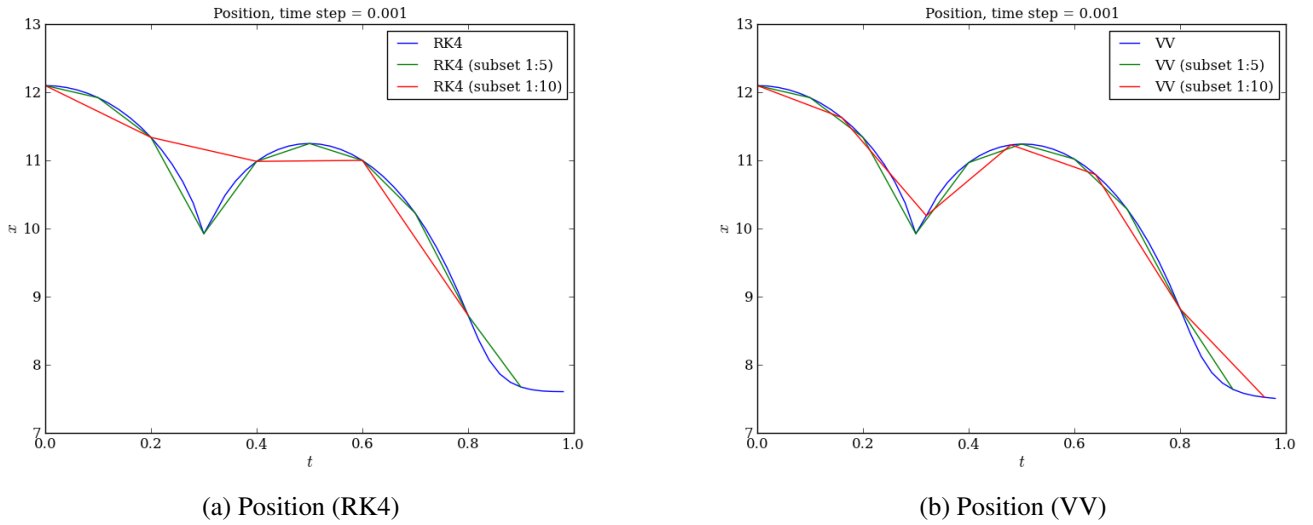 Position, time step = 0.001
13
12
11
10
9
8
7
x
0.0 0.2 0.4 0.6 0.8 1.0
t
RK4
RK4 (subset 1:5)
RK4 (subset 1:10)
(a) Position (RK4)
Position, time step = 0.001
13
12
11
10
9
8
7
x
0.0 0.2 0.4 0.6 0.8 1.0
t
VV
VV (subset 1:5)
VV (subset 1:10)
(b) Position (VV)